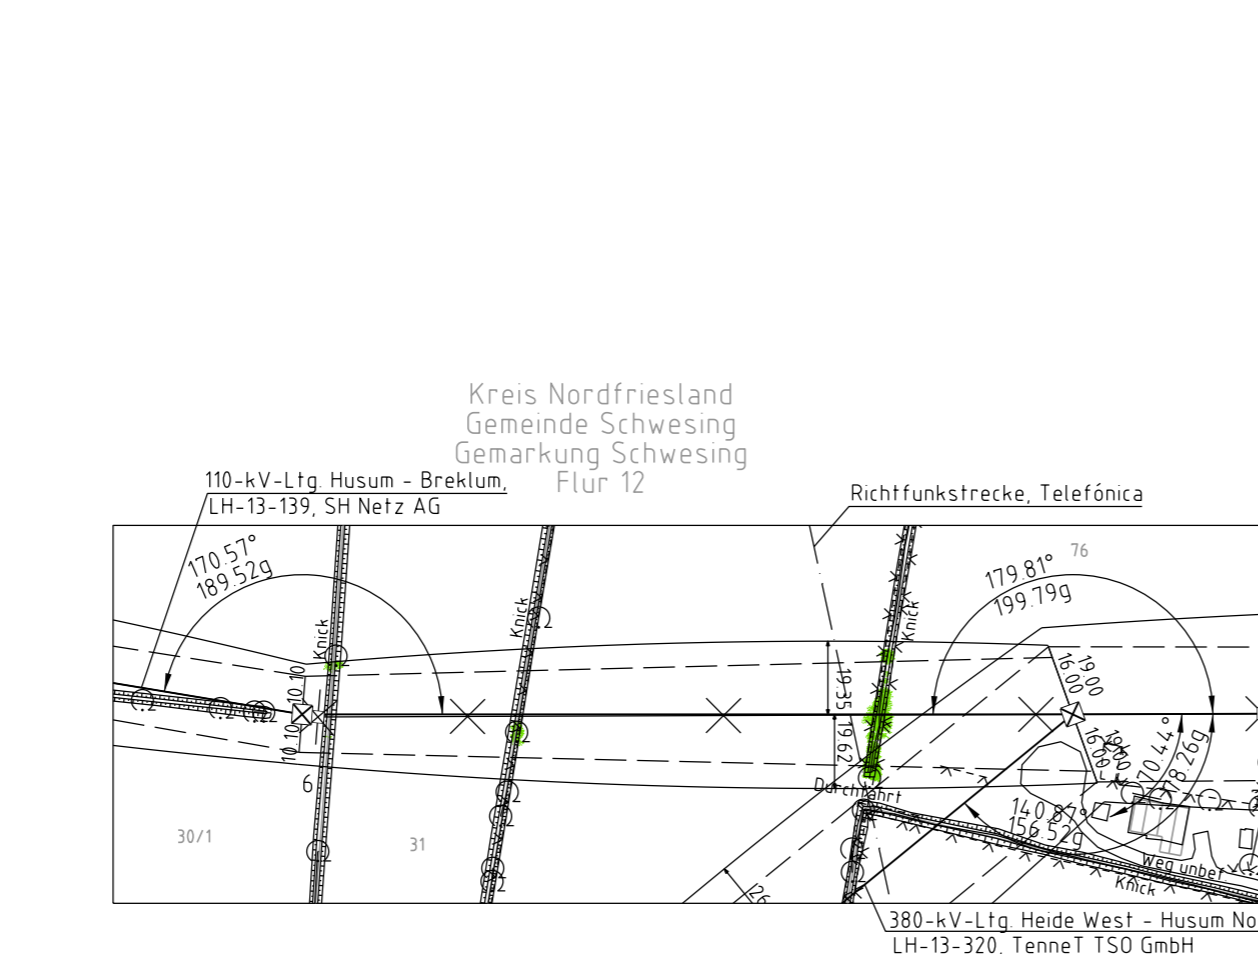 Kreis Nordfriesland
Gemeinde Schwesing
Gemarkung Schwesing
Flur 12
110-kV-Ltg. Husum - Breklum,
LH-13-139, SH Netz AG
Richtfunkstrecke, Telefónica
170.57°
189.52g
179.81°
199.79g
76
Knick
Knick
Knick
10.10
10.10
19.35
19.62
16.00
19.00
16.00
19.00
6
30/1
31
Durchfahrt
140.87°
156.52g
70.44°
78.26g
Weg unbef.
Knick
26
380-kV-Ltg. Heide West - Husum No
LH-13-320, TenneT TSO GmbH